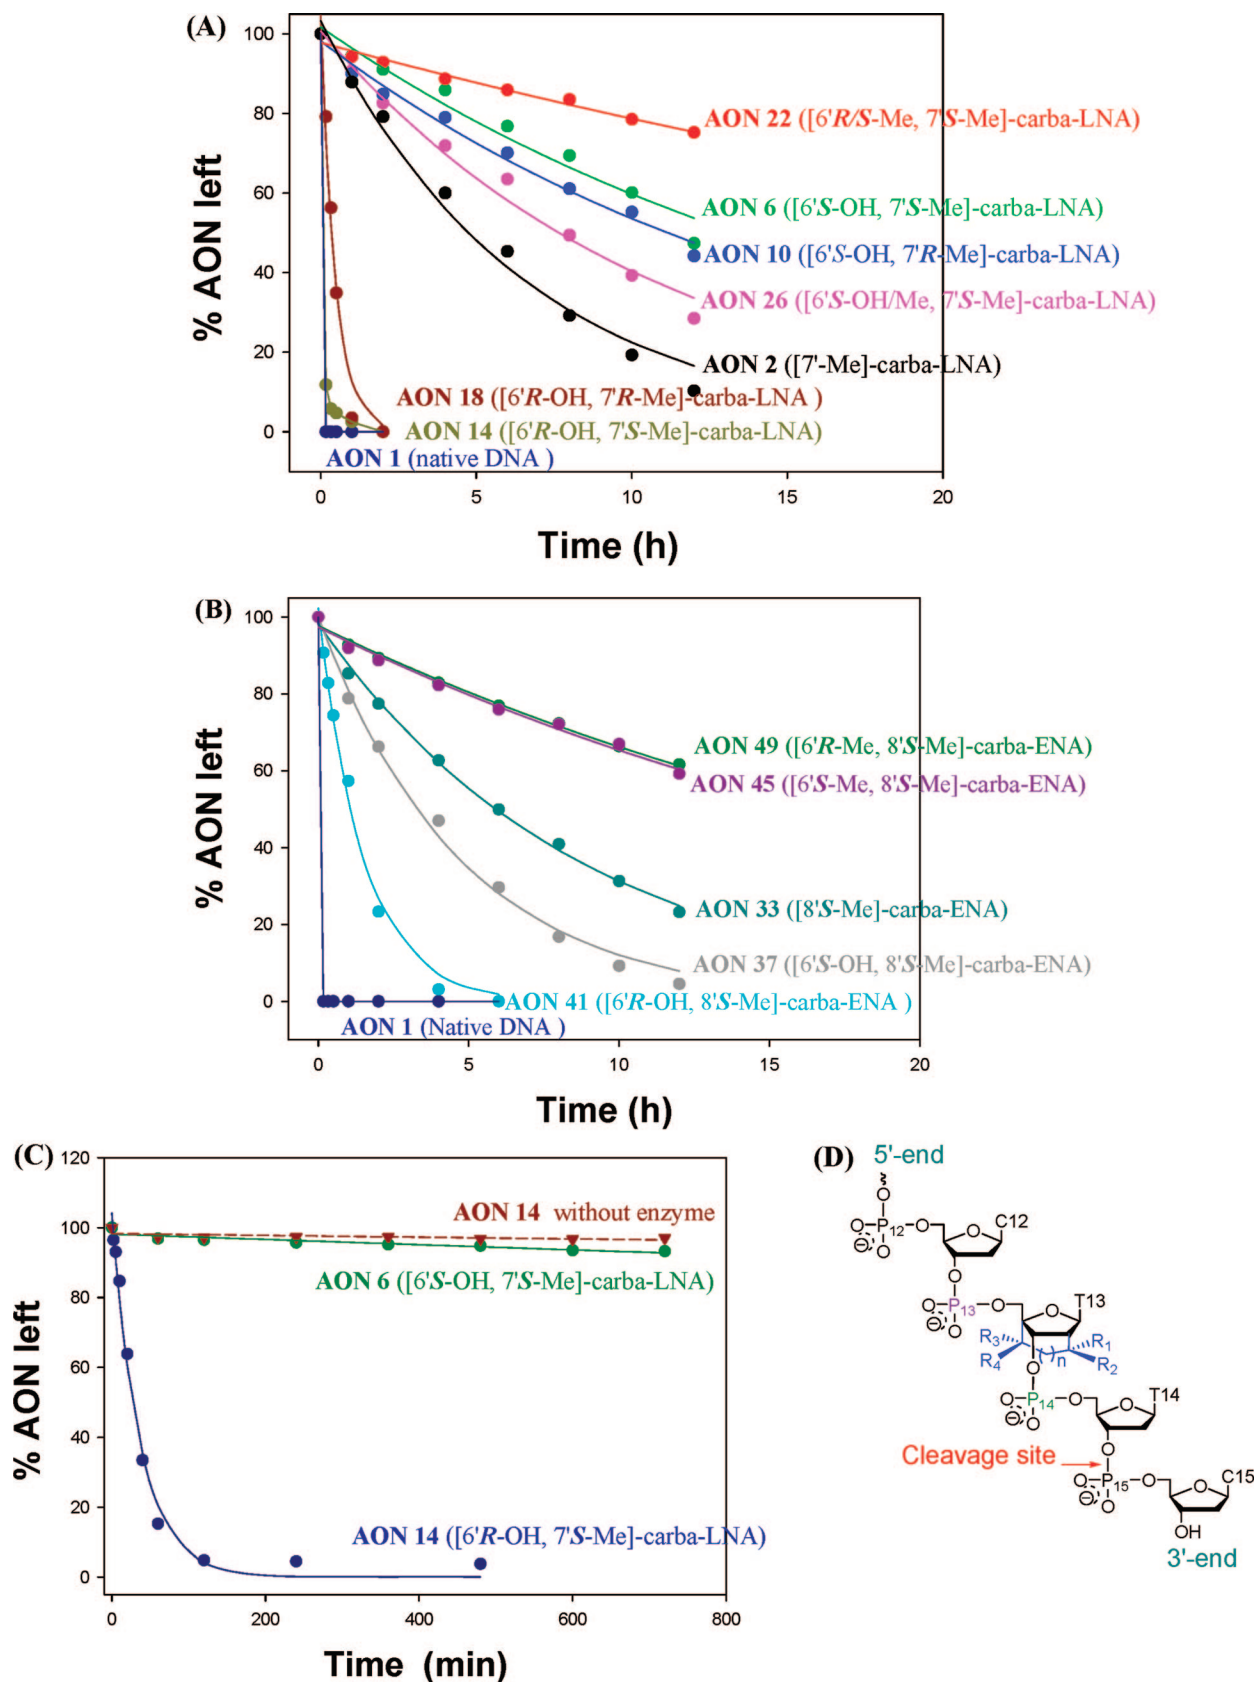 (A)
% AON left
100
80
60
40
20
0
AON 22 ([6'R/S-Me, 7'S-Me]-carba-LNA)
AON 6 ([6'S-OH, 7'S-Me]-carba-LNA)
AON 10 ([6'S-OH, 7'R-Me]-carba-LNA)
AON 26 ([6'S-OH/Me, 7'S-Me]-carba-LNA)
AON 2 ([7'-Me]-carba-LNA)
AON 18 ([6'R-OH, 7'R-Me]-carba-LNA )
AON 14 ([6'R-OH, 7'S-Me]-carba-LNA)
AON 1 (native DNA )
0 5 10 15 20
Time (h)
(B)
% AON left
100
80
60
40
20
0
AON 49 ([6'R-Me, 8'S-Me]-carba-ENA)
AON 45 ([6'S-Me, 8'S-Me]-carba-ENA)
AON 33 ([8'S-Me]-carba-ENA)
AON 37 ([6'S-OH, 8'S-Me]-carba-ENA)
AON 41 ([6'R-OH, 8'S-Me]-carba-ENA )
AON 1 (Native DNA )
0 5 10 15 20
Time (h)
(C)
% AON left
120
100
80
60
40
20
0
AON 14 without enzyme
AON 6 ([6'S-OH, 7'S-Me]-carba-LNA)
AON 14 ([6'R-OH, 7'S-Me]-carba-LNA)
0 200 400 600 800
Time (min)
(D)
5'-end
O
O P12 O O C12
O
O
O P13 O O T13
O
R3 R1
R4 ( )n R2
O
O P14 O O T14
O
O
Cleavage site
O P15 O O C15
O
OH
3'-end